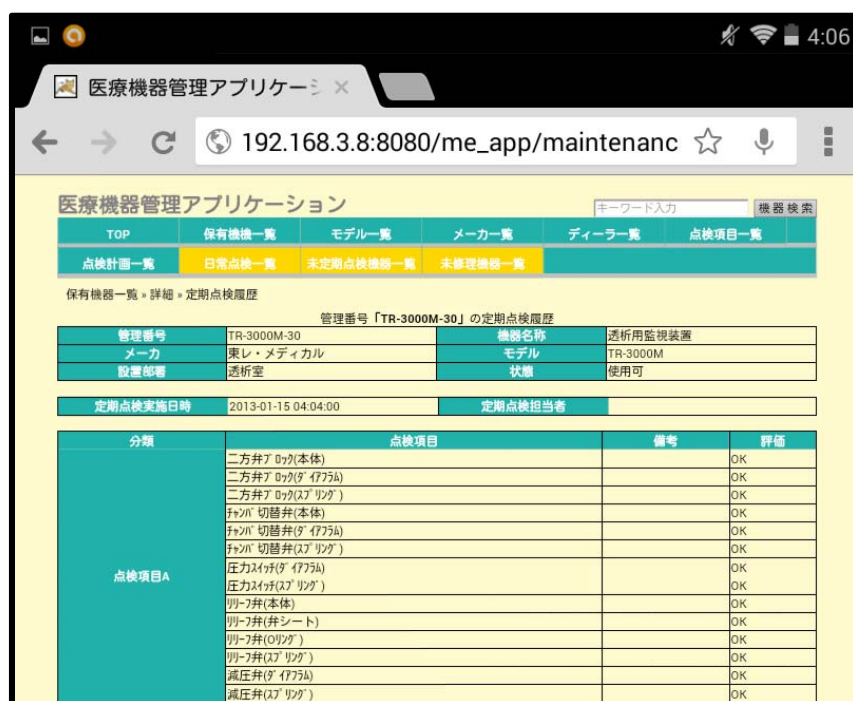 4:06
医療機器管理アプリケーシ ×
192.168.3.8:8080/me_app/maintenanc
医療機器管理アプリケーション キーワード入力 機器検索
TOP 保有機機一覧 モデル一覧 メーカー一覧 ディーラ一覧 点検項目一覧
点検計画一覧 日常点検一覧 未定期点検機器一覧 未修理機器一覧
保有機器一覧 » 詳細 » 定期点検履歴
管理番号「TR-3000M-30」の定期点検履歴
管理番号 TR-3000M-30 機器名称 透析用監視装置
メーカ 東レ・メディカル モデル TR-3000M
設置部署 透析室 状態 使用可
定期点検実施日時 2013-01-15 04:04:00 定期点検担当者
分類 点検項目 備考 評価
二方弁ﾌﾞﾛｯｸ(本体) OK
二方弁ﾌﾞﾛｯｸ(ﾀﾞｲｱﾌﾗﾑ) OK
二方弁ﾌﾞﾛｯｸ(ｽﾌﾟﾘﾝｸﾞ) OK
ﾁｬﾝﾊﾞ切替弁(本体) OK
ﾁｬﾝﾊﾞ切替弁(ﾀﾞｲｱﾌﾗﾑ) OK
ﾁｬﾝﾊﾞ切替弁(ｽﾌﾟﾘﾝｸﾞ) OK
圧力ｽｲｯﾁ(ﾀﾞｲｱﾌﾗﾑ) OK
点検項目A
圧力ｽｲｯﾁ(ｽﾌﾟﾘﾝｸﾞ) OK
ﾘﾘｰﾌ弁(本体) OK
ﾘﾘｰﾌ弁(弁シート) OK
ﾘﾘｰﾌ弁(Oﾘﾝｸﾞ) OK
ﾘﾘｰﾌ弁(ｽﾌﾟﾘﾝｸﾞ) OK
減圧弁(ﾀﾞｲｱﾌﾗﾑ) OK
減圧弁(ｽﾌﾟﾘﾝｸﾞ) OK